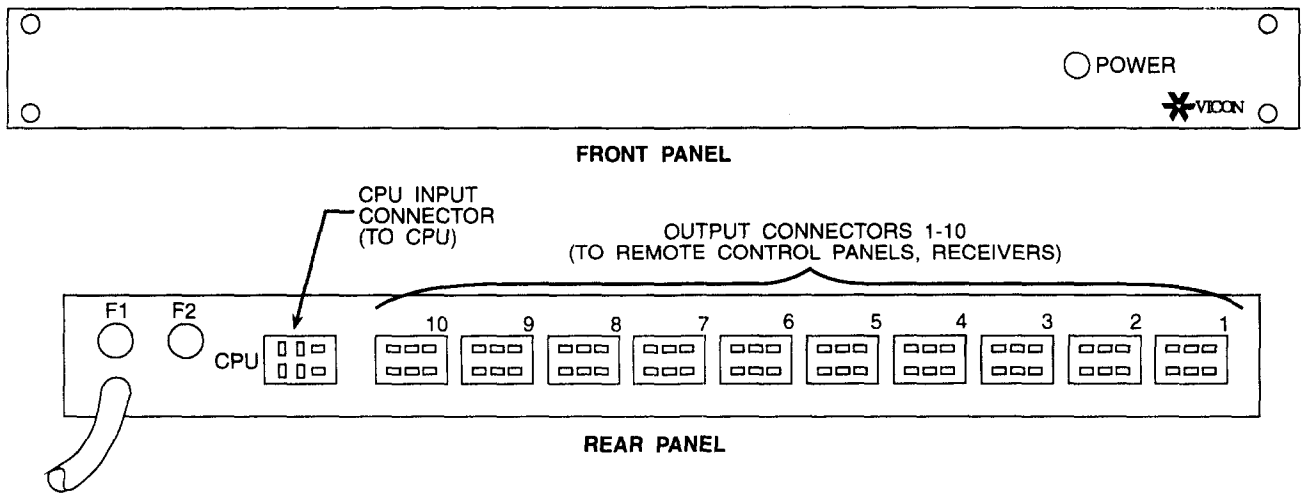 POWER
VICON
FRONT PANEL
CPU INPUT
CONNECTOR
(TO CPU)
OUTPUT CONNECTORS 1-10
(TO REMOTE CONTROL PANELS, RECEIVERS)
F1 F2
CPU
10 9 8 7 6 5 4 3 2 1
REAR PANEL